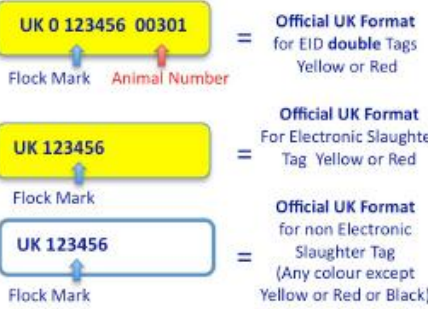 UK 0 123456 00301
Flock Mark Animal Number
=
Official UK Format
for EID double Tags
Yellow or Red
UK 123456
Flock Mark
=
Official UK Format
For Electronic Slaughte
Tag Yellow or Red
UK 123456
Flock Mark
=
Official UK Format
for non Electronic
Slaughter Tag
(Any colour except
Yellow or Red or Black)